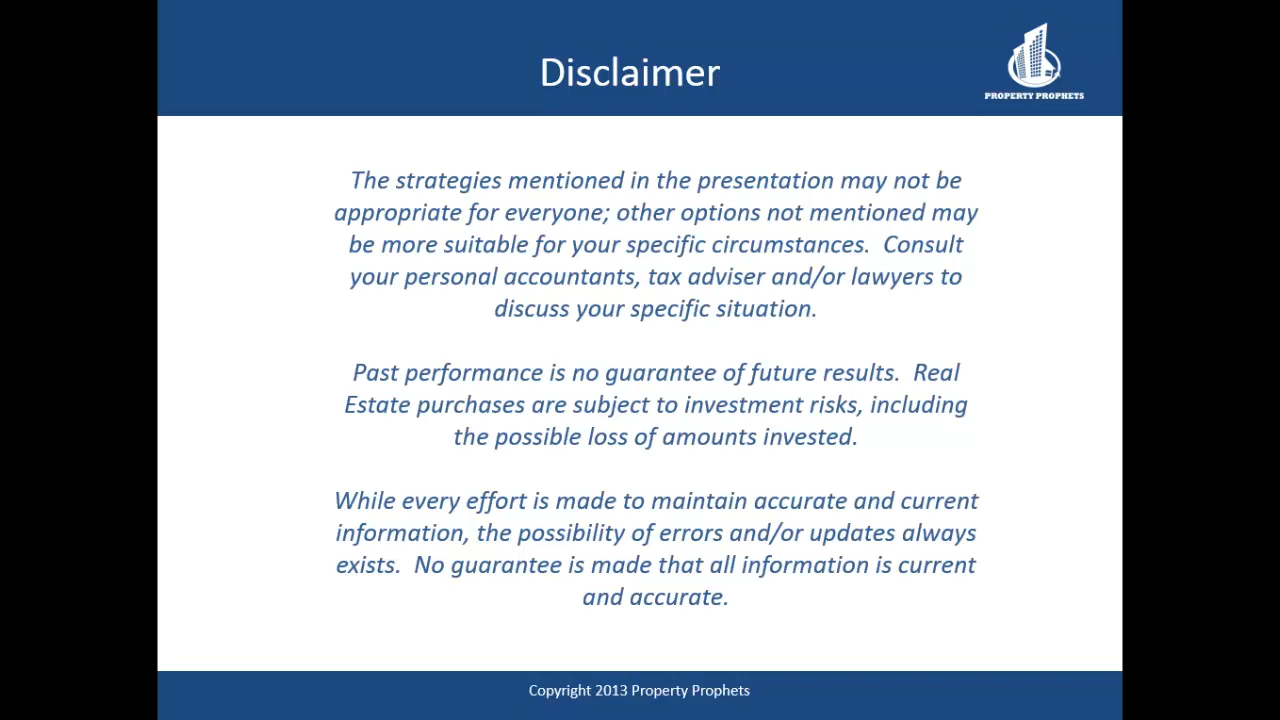 Disclaimer
PROPERTY PROPHETS
The strategies mentioned in the presentation may not be
appropriate for everyone; other options not mentioned may
be more suitable for your specific circumstances.  Consult
your personal accountants, tax adviser and/or lawyers to
discuss your specific situation.
Past performance is no guarantee of future results.  Real
Estate purchases are subject to investment risks, including
the possible loss of amounts invested.
While every effort is made to maintain accurate and current
information, the possibility of errors and/or updates always
exists.  No guarantee is made that all information is current
and accurate.
Copyright 2013 Property Prophets